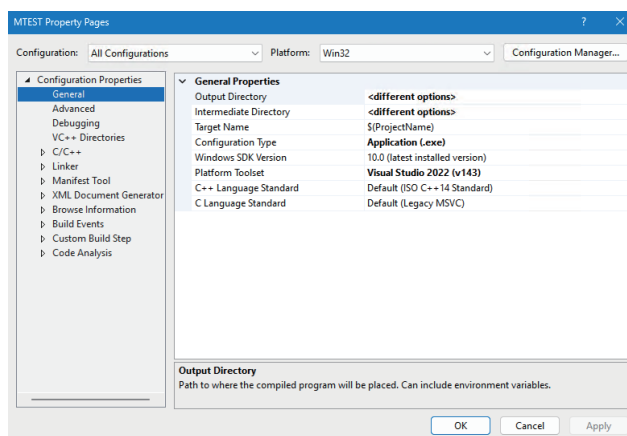 MTEST Property Pages
Configuration: All Configurations Platform: Win32 Configuration Manager...
Configuration Properties
General
Advanced
Debugging
VC++ Directories
C/C++
Linker
Manifest Tool
XML Document Generator
Browse Information
Build Events
Custom Build Step
Code Analysis
General Properties
Output Directory <different options>
Intermediate Directory <different options>
Target Name $(ProjectName)
Configuration Type Application (.exe)
Windows SDK Version 10.0 (latest installed version)
Platform Toolset Visual Studio 2022 (v143)
C++ Language Standard Default (ISO C++14 Standard)
C Language Standard Default (Legacy MSVC)
Output Directory
Path to where the compiled program will be placed. Can include environment variables.
OK Cancel Apply